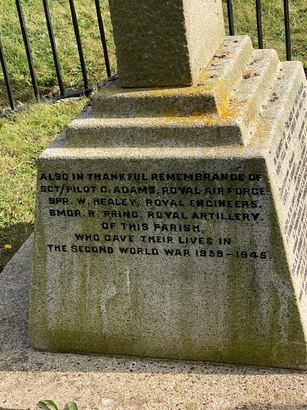 ALSO IN THANKFUL REMEMBRANCE OF
SGT/PILOT C. ADAMS, ROYAL AIR FORCE.
SPR. W. HEALEY, ROYAL ENGINEERS.
BMDR. R. PRING, ROYAL ARTILLERY.
OF THIS PARISH,
WHO GAVE THEIR LIVES IN
THE SECOND WORLD WAR 1939-1945.